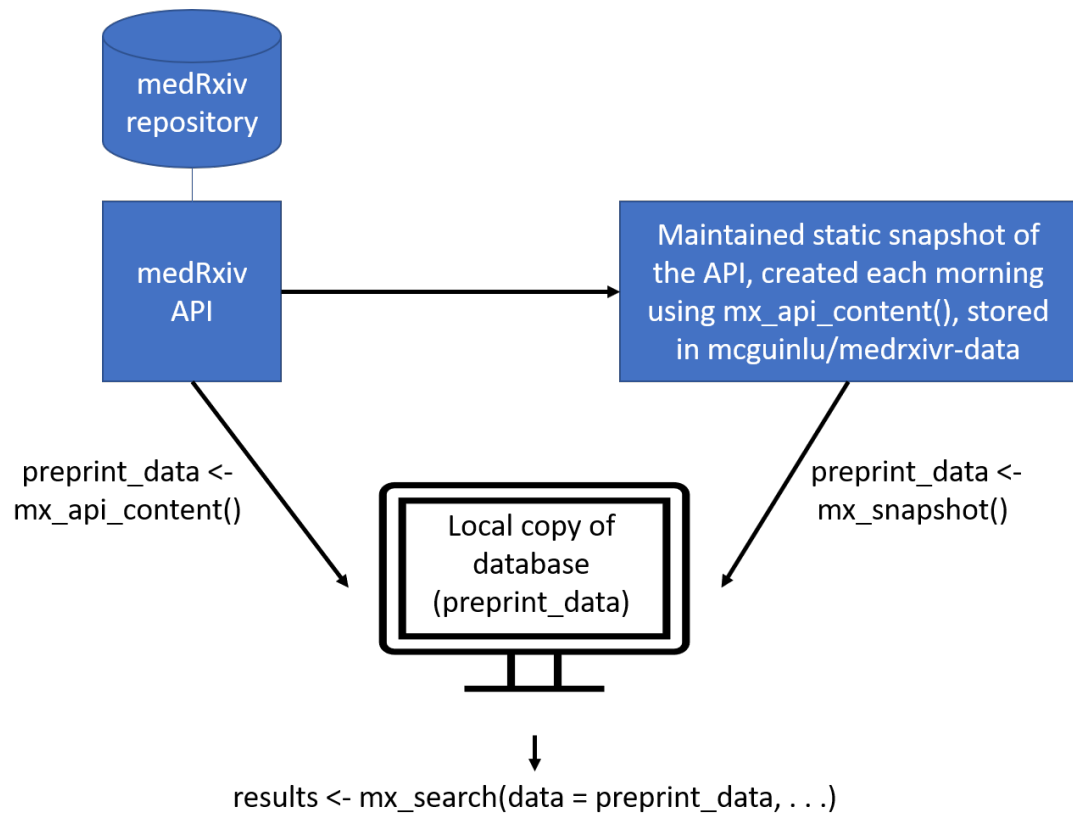 medRxiv
repository
medRxiv
API
Maintained static snapshot of
the API, created each morning
using mx_api_content(), stored
in mcguinlu/medrxivr-data
preprint_data <-
mx_api_content()
preprint_data <-
mx_snapshot()
Local copy of
database
(preprint_data)
results <- mx_search(data = preprint_data, . . .)